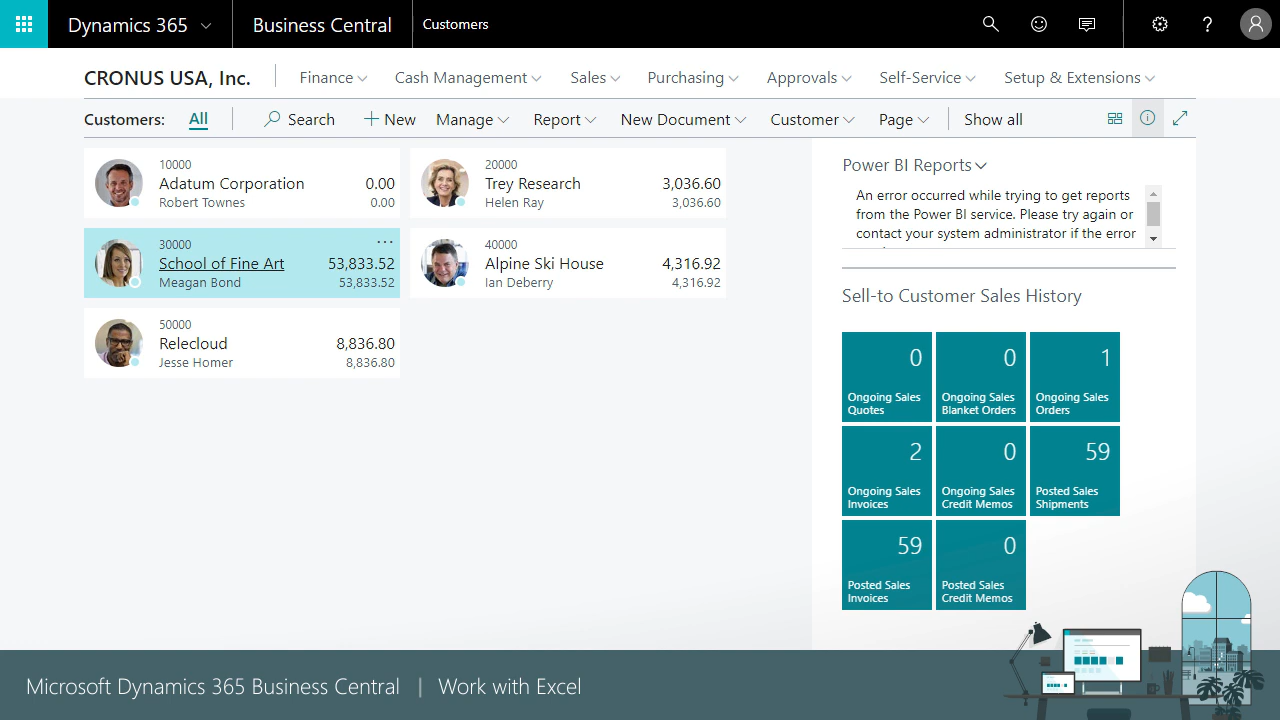 Dynamics 365 Business Central Customers
CRONUS USA, Inc. Finance Cash Management Sales Purchasing Approvals Self-Service Setup & Extensions
Customers: All Search New Manage Report New Document Customer Page Show all
10000
Adatum Corporation 0.00
Robert Townes 0.00
20000
Trey Research 3,036.60
Helen Ray 3,036.60
30000
School of Fine Art 53,833.52
Meagan Bond 53,833.52
40000
Alpine Ski House 4,316.92
Ian Deberry 4,316.92
50000
Relecloud 8,836.80
Jesse Homer 8,836.80
Power BI Reports
An error occurred while trying to get reports
from the Power BI service. Please try again or
contact your system administrator if the error
Sell-to Customer Sales History
0
Ongoing Sales
Quotes
0
Ongoing Sales
Blanket Orders
1
Ongoing Sales
Orders
2
Ongoing Sales
Invoices
0
Ongoing Sales
Credit Memos
59
Posted Sales
Shipments
59
Posted Sales
Invoices
0
Posted Sales
Credit Memos
Microsoft Dynamics 365 Business Central | Work with Excel